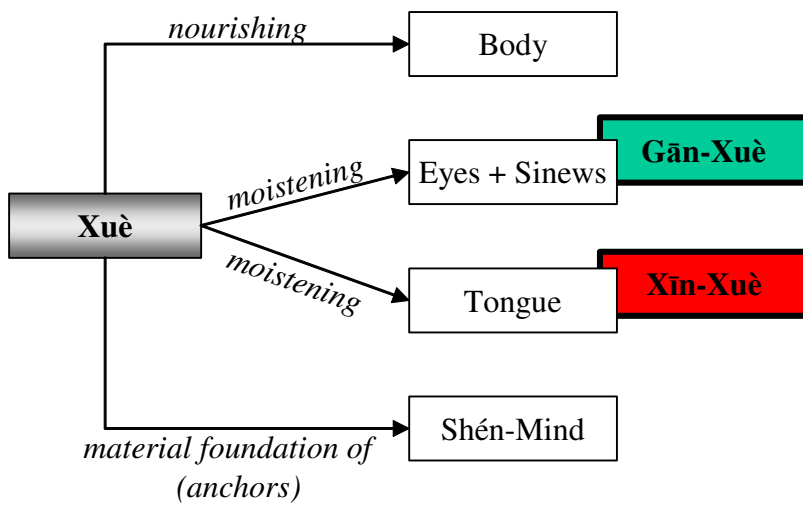 nourishing
Body
Gān-Xuè
moistening
Eyes + Sinews
Xuè
moistening
Xīn-Xuè
Tongue
Shén-Mind
material foundation of
(anchors)